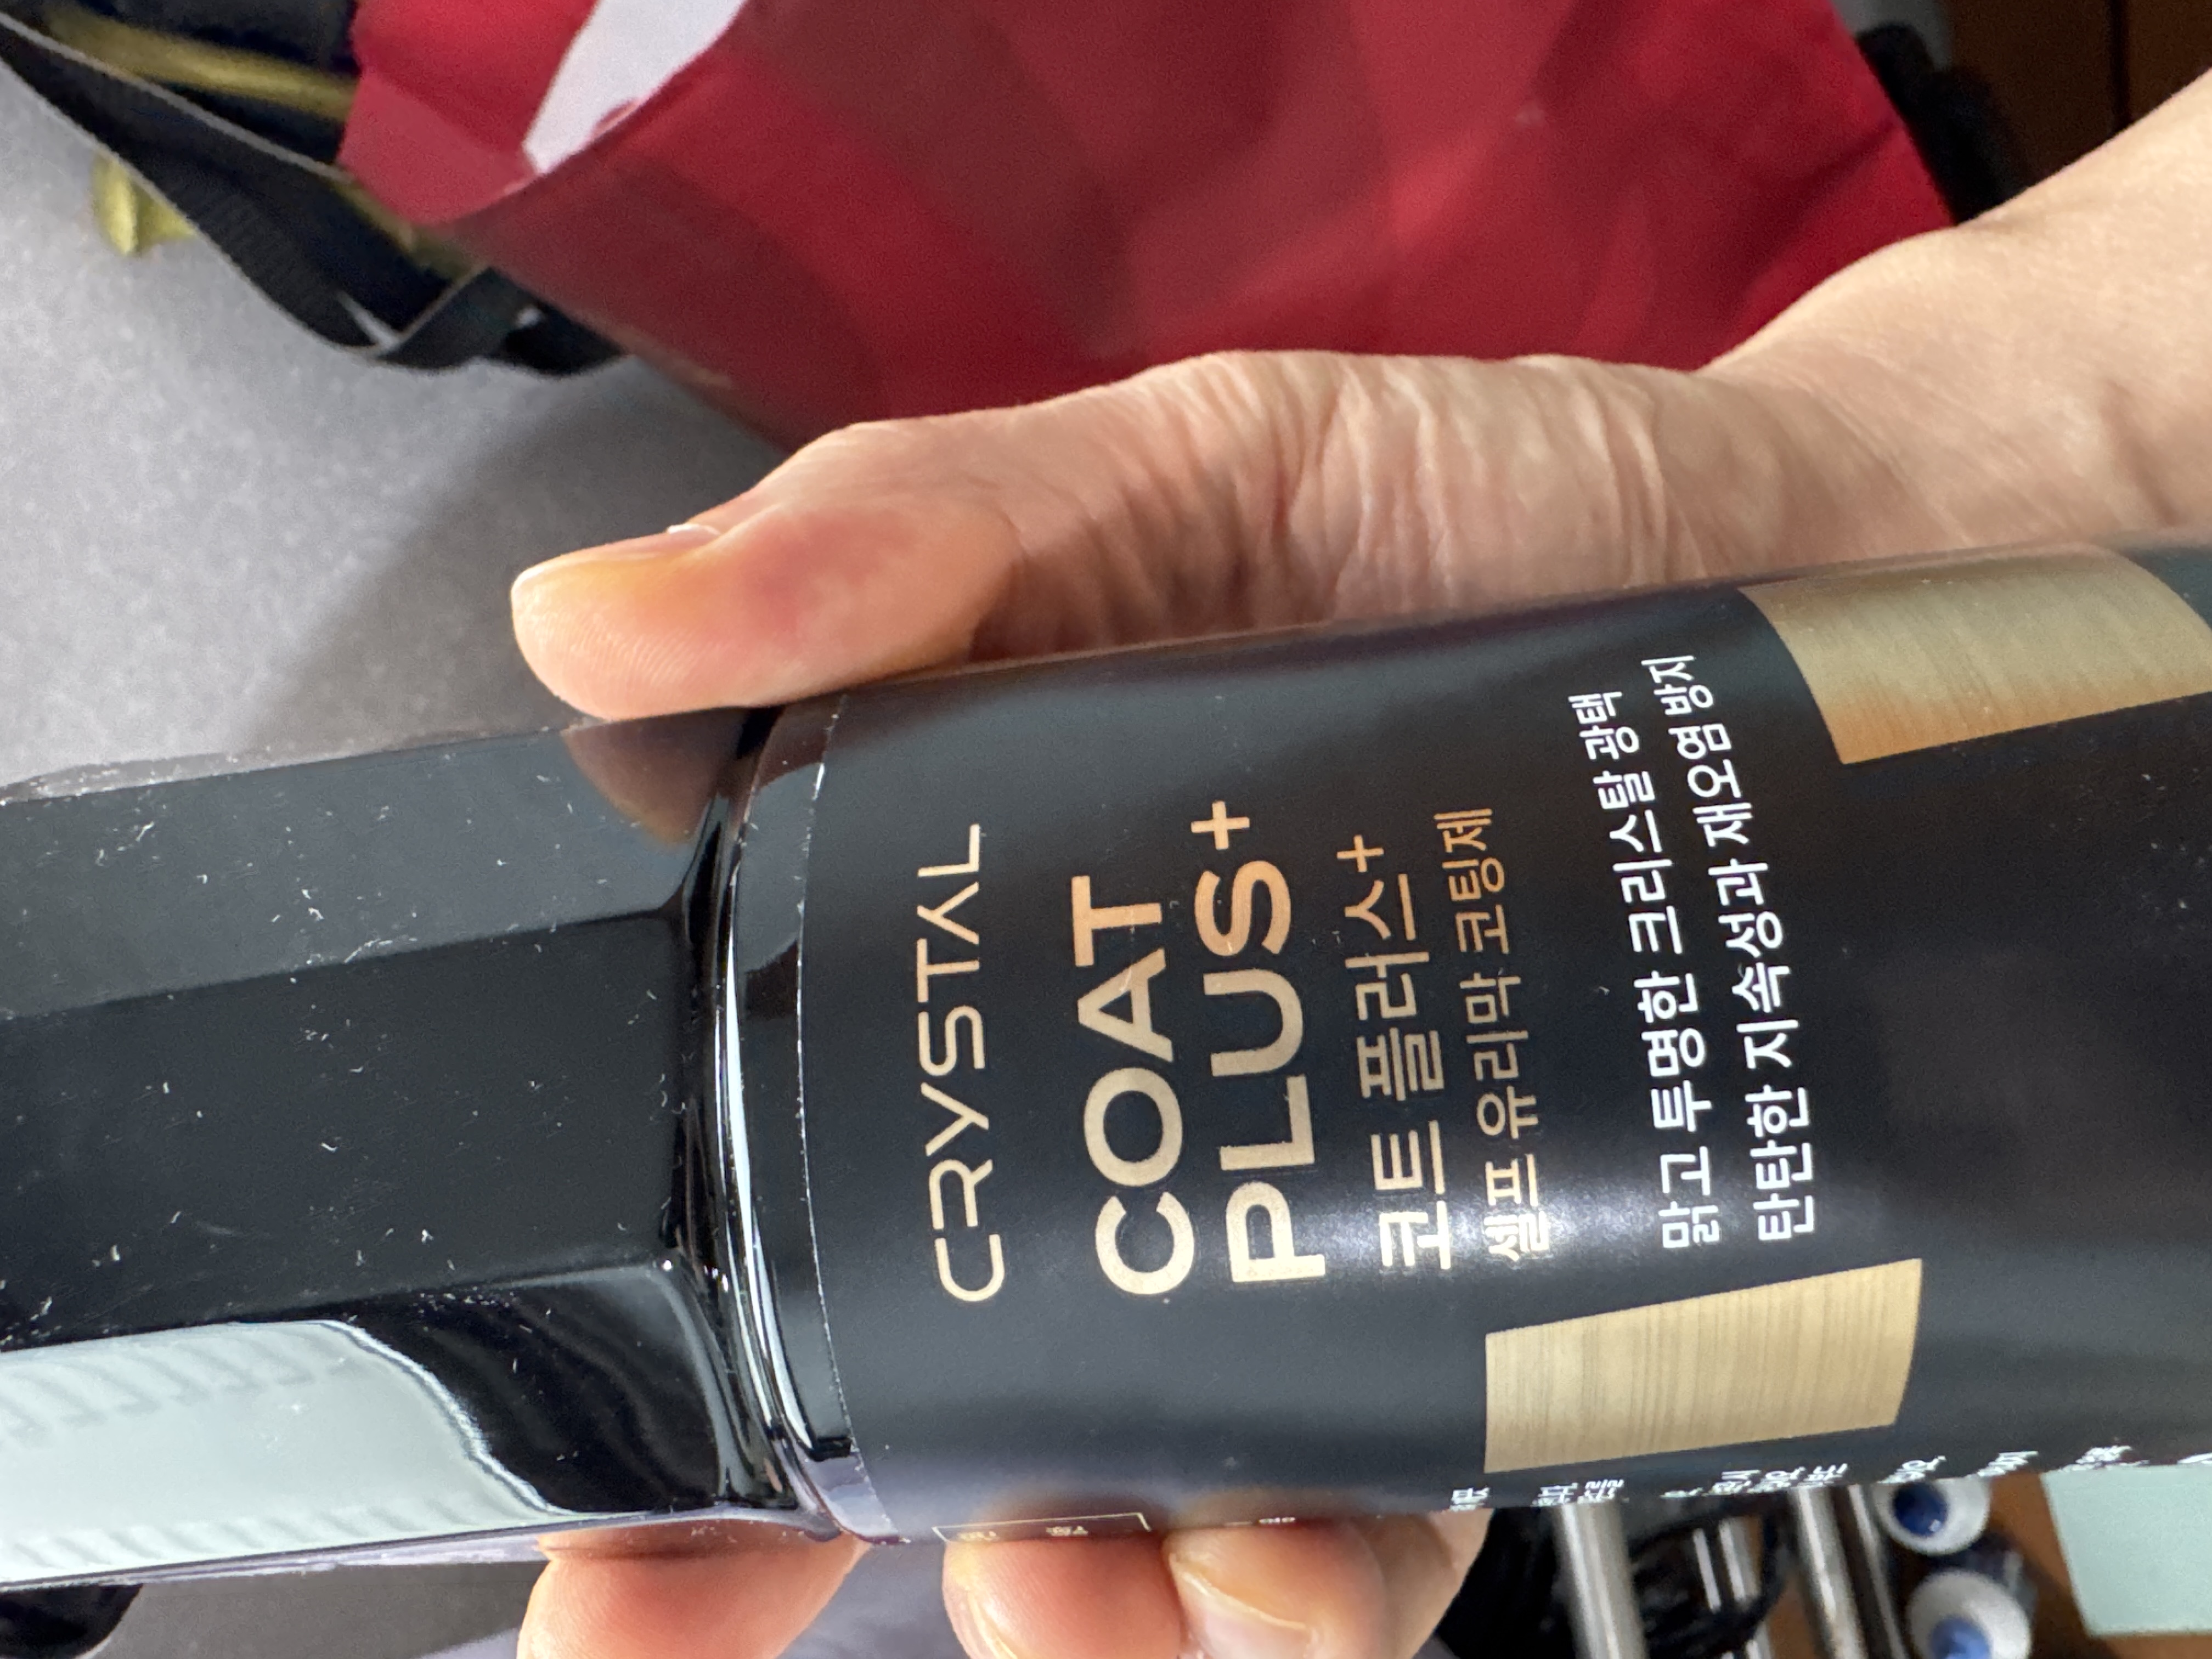 CRYSTAL
COAT
PLUS+
코트 플러스+
셀프 유리막 코팅제
맑고 투명한 크리스탈 광택
탄탄한 지속성과 재오염 방지